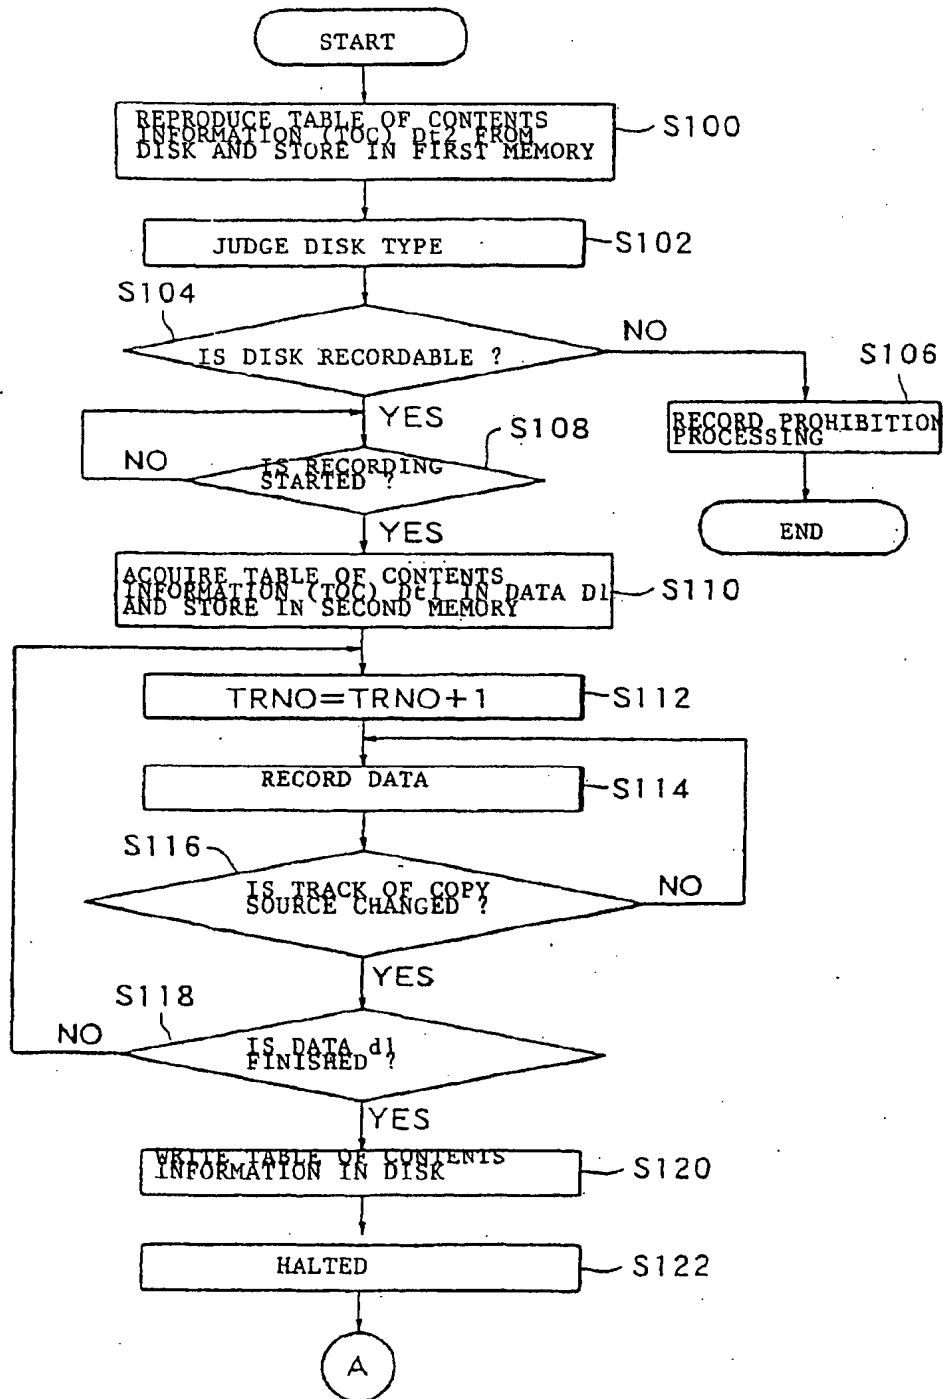 START
REPRODUCE TABLE OF CONTENTS
INFORMATION (TOC) Dt2 FROM
DISK AND STORE IN FIRST MEMORY
S100
JUDGE DISK TYPE
S102
S104
IS DISK RECORDABLE ?
NO
S106
RECORD PROHIBITION
PROCESSING
END
YES
S108
IS RECORDING
STARTED ?
NO
YES
ACQUIRE TABLE OF CONTENTS
INFORMATION (TOC) Dt1 IN DATA D1
AND STORE IN SECOND MEMORY
S110
TRNO=TRNO+1
S112
RECORD DATA
S114
S116
IS TRACK OF COPY
SOURCE CHANGED ?
NO
YES
S118
NO
IS DATA d1
FINISHED ?
YES
WRITE TABLE OF CONTENTS
INFORMATION IN DISK
S120
HALTED
S122
A